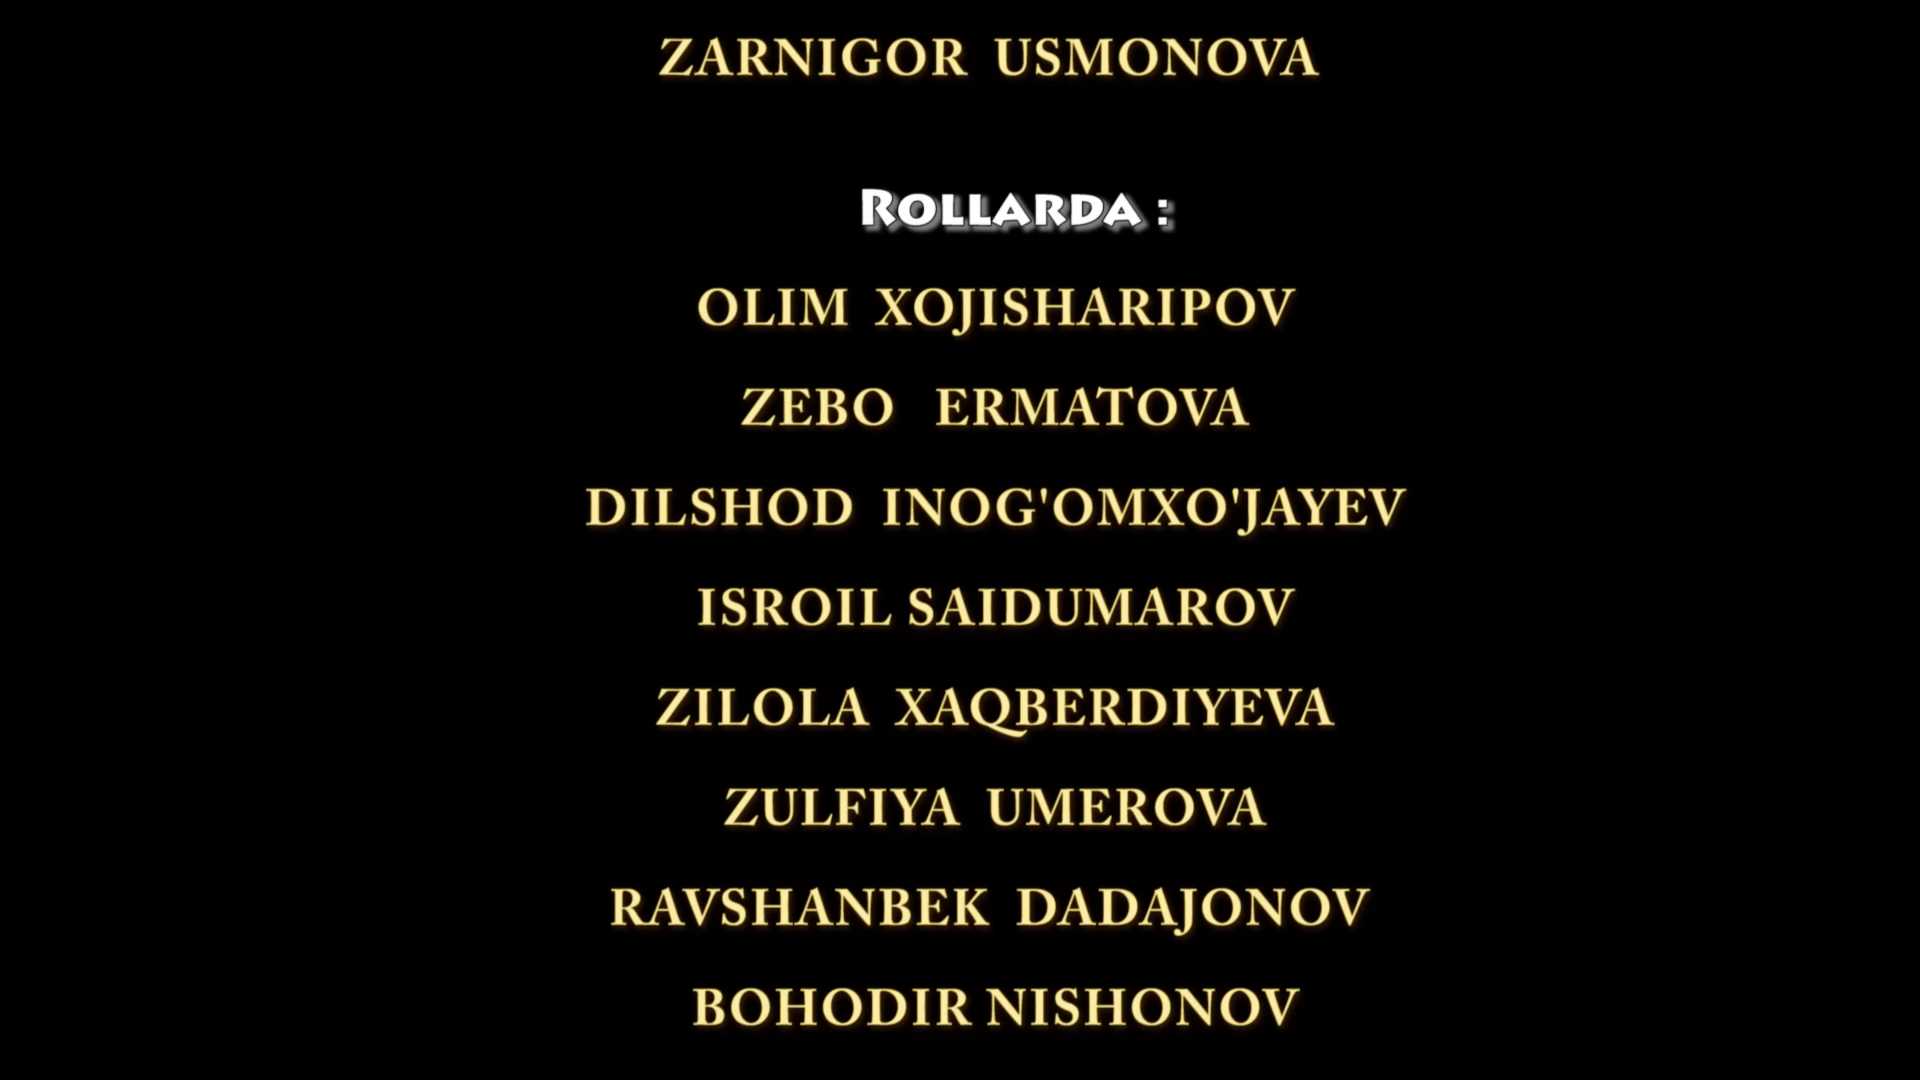 ZARNIGOR USMONOVA
ROLLARDA :
OLIM XOJISHARIPOV
ZEBO ERMATOVA
DILSHOD INOG'OMXO'JAYEV
ISROIL SAIDUMAROV
ZILOLA XAQBERDIYEVA
ZULFIYA UMEROVA
RAVSHANBEK DADAJONOV
BOHODIR NISHONOV